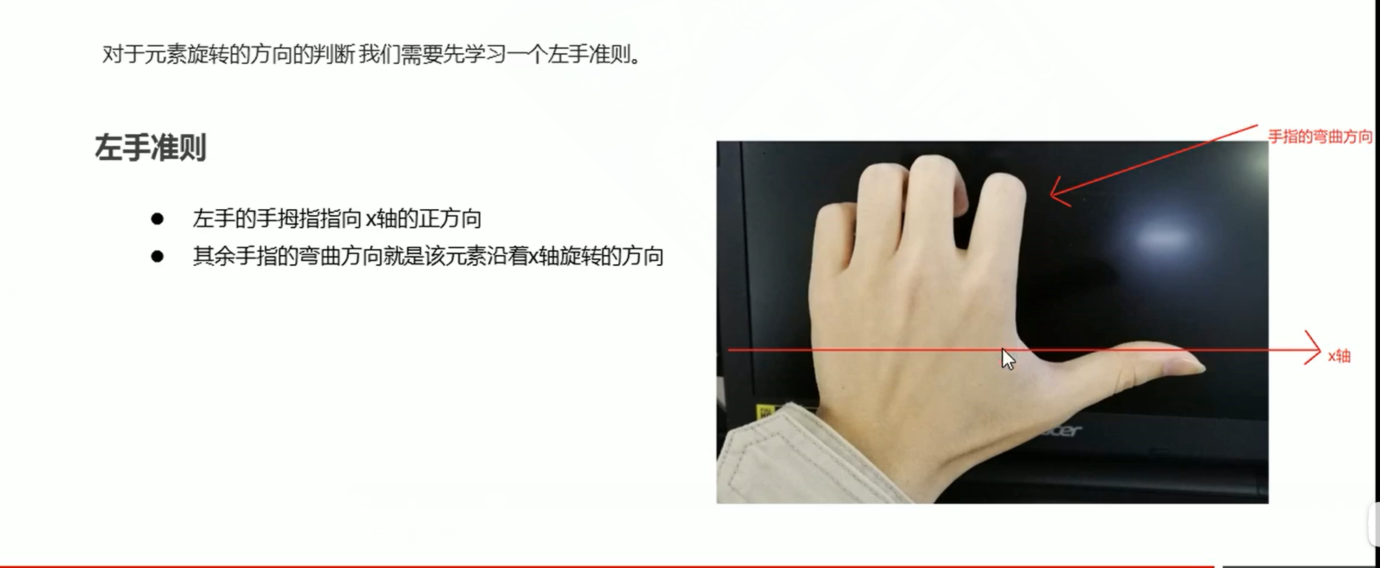 对于元素旋转的方向的判断 我们需要先学习一个左手准则。
左手准则
● 左手的手拇指指向 x轴的正方向
● 其余手指的弯曲方向就是该元素沿着x轴旋转的方向
手指的弯曲方向
x轴